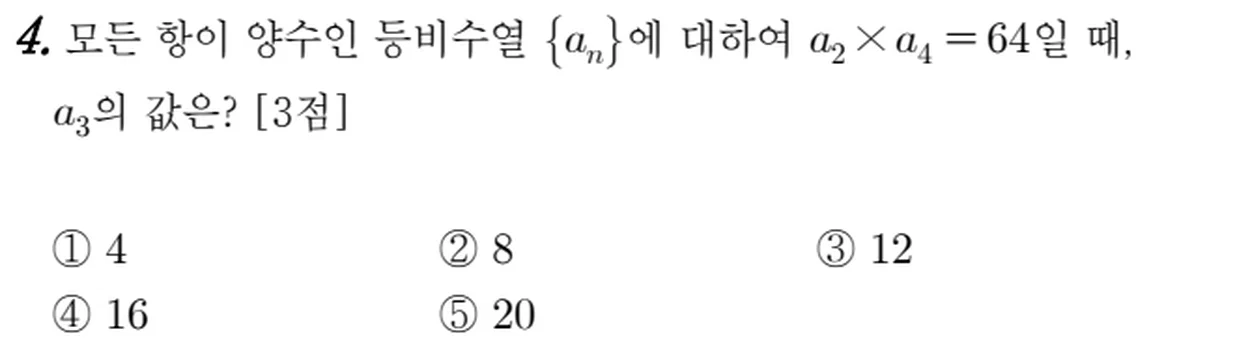 4. 모든 항이 양수인 등비수열 {aₙ}에 대하여 a₂×a₄=64일 때,
a₃의 값은? [3점]
① 4 ② 8 ③ 12
④ 16 ⑤ 20